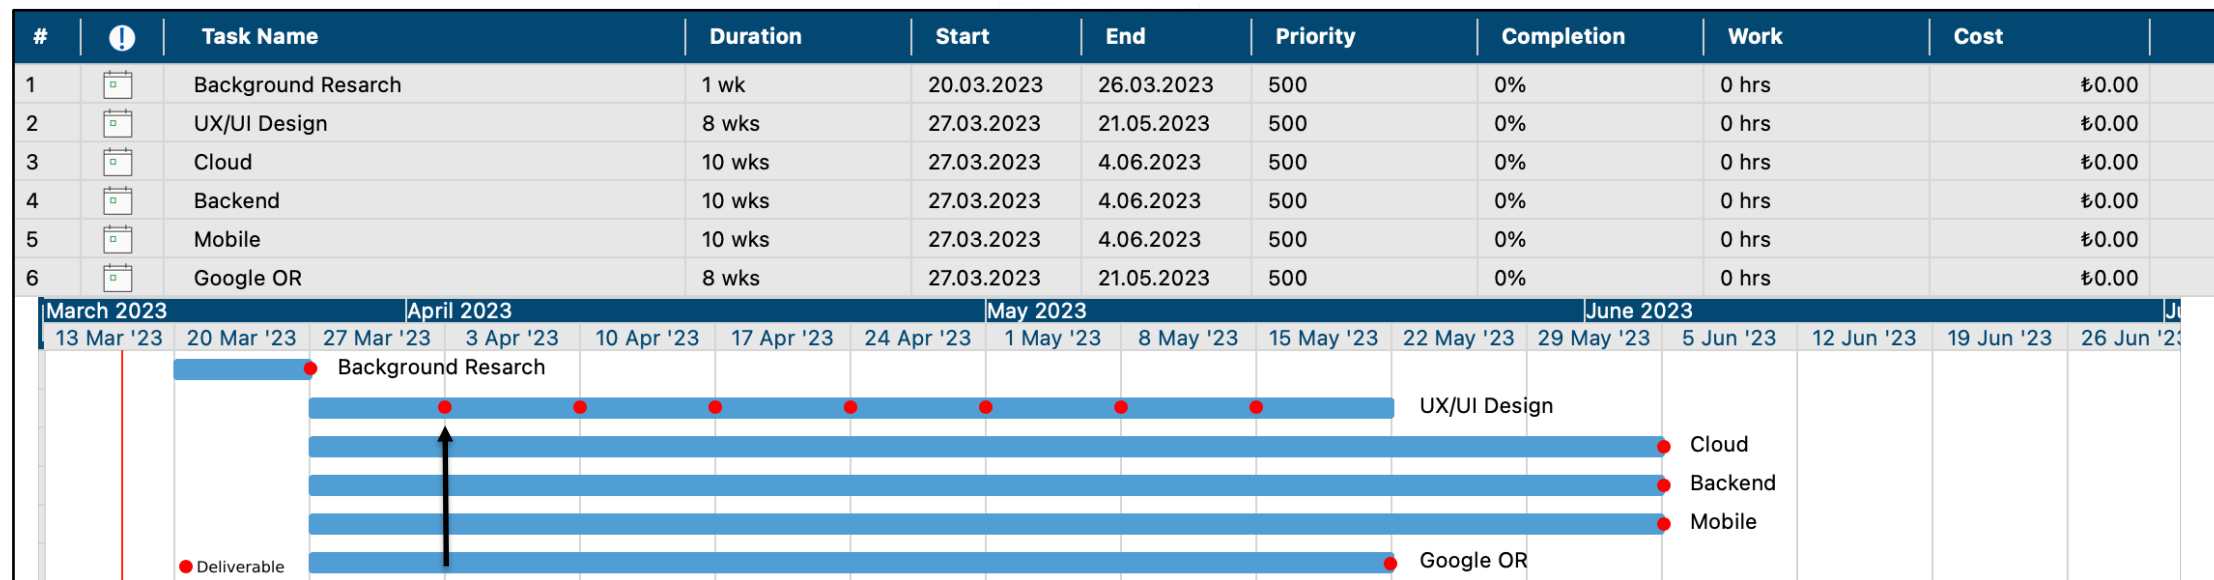 # ! Task Name Duration Start End Priority Completion Work Cost
1 Background Resarch 1 wk 20.03.2023 26.03.2023 500 0% 0 hrs ₺0.00
2 UX/UI Design 8 wks 27.03.2023 21.05.2023 500 0% 0 hrs ₺0.00
3 Cloud 10 wks 27.03.2023 4.06.2023 500 0% 0 hrs ₺0.00
4 Backend 10 wks 27.03.2023 4.06.2023 500 0% 0 hrs ₺0.00
5 Mobile 10 wks 27.03.2023 4.06.2023 500 0% 0 hrs ₺0.00
6 Google OR 8 wks 27.03.2023 21.05.2023 500 0% 0 hrs ₺0.00
March 2023 April 2023 May 2023 June 2023
13 Mar '23 20 Mar '23 27 Mar '23 3 Apr '23 10 Apr '23 17 Apr '23 24 Apr '23 1 May '23 8 May '23 15 May '23 22 May '23 29 May '23 5 Jun '23 12 Jun '23 19 Jun '23 26 Jun
Background Resarch
UX/UI Design
Cloud
Backend
Mobile
Deliverable Google OR